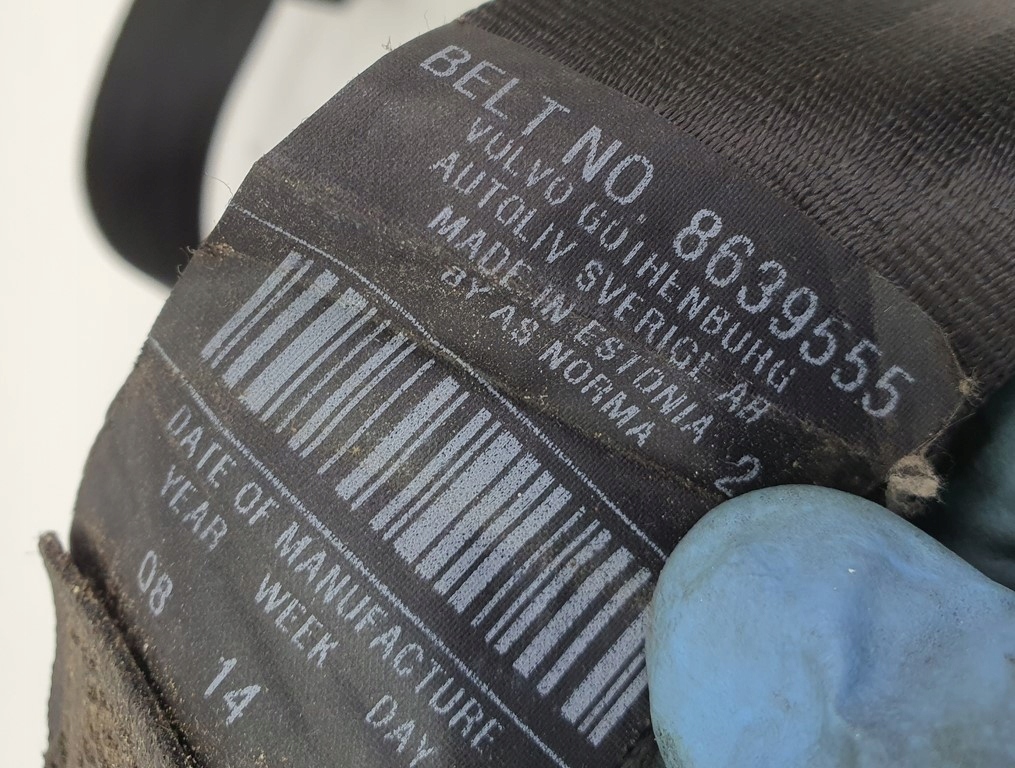 BELT NO. 8639555
VOLVO GOTHENBURG
AUTOLIV SVERIGE AB
MADE IN ESTONIA 2
BY AS NORMA
DATE OF MANUFACTURE
YEAR WEEK DAY
08 14